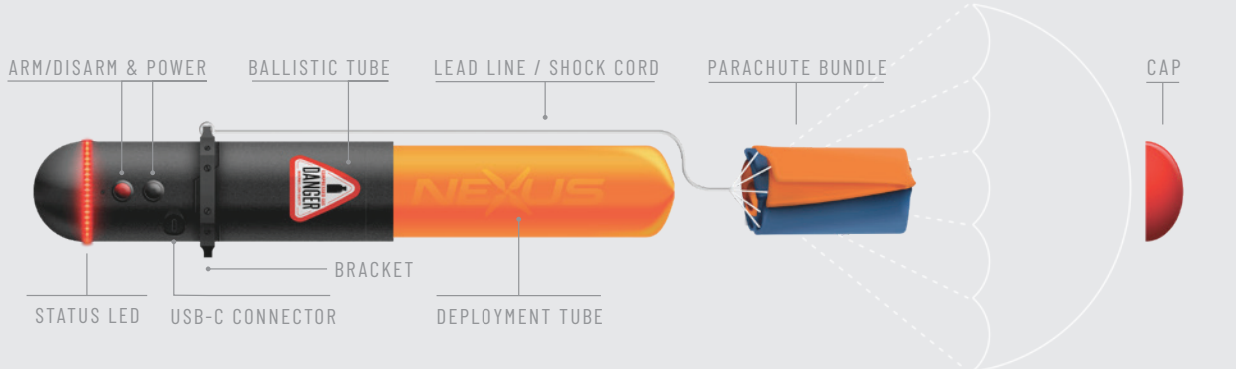 ARM/DISARM & POWER
BALLISTIC TUBE
LEAD LINE / SHOCK CORD
PARACHUTE BUNDLE
CAP
DANGER
NEXUS
BRACKET
STATUS LED
USB-C CONNECTOR
DEPLOYMENT TUBE